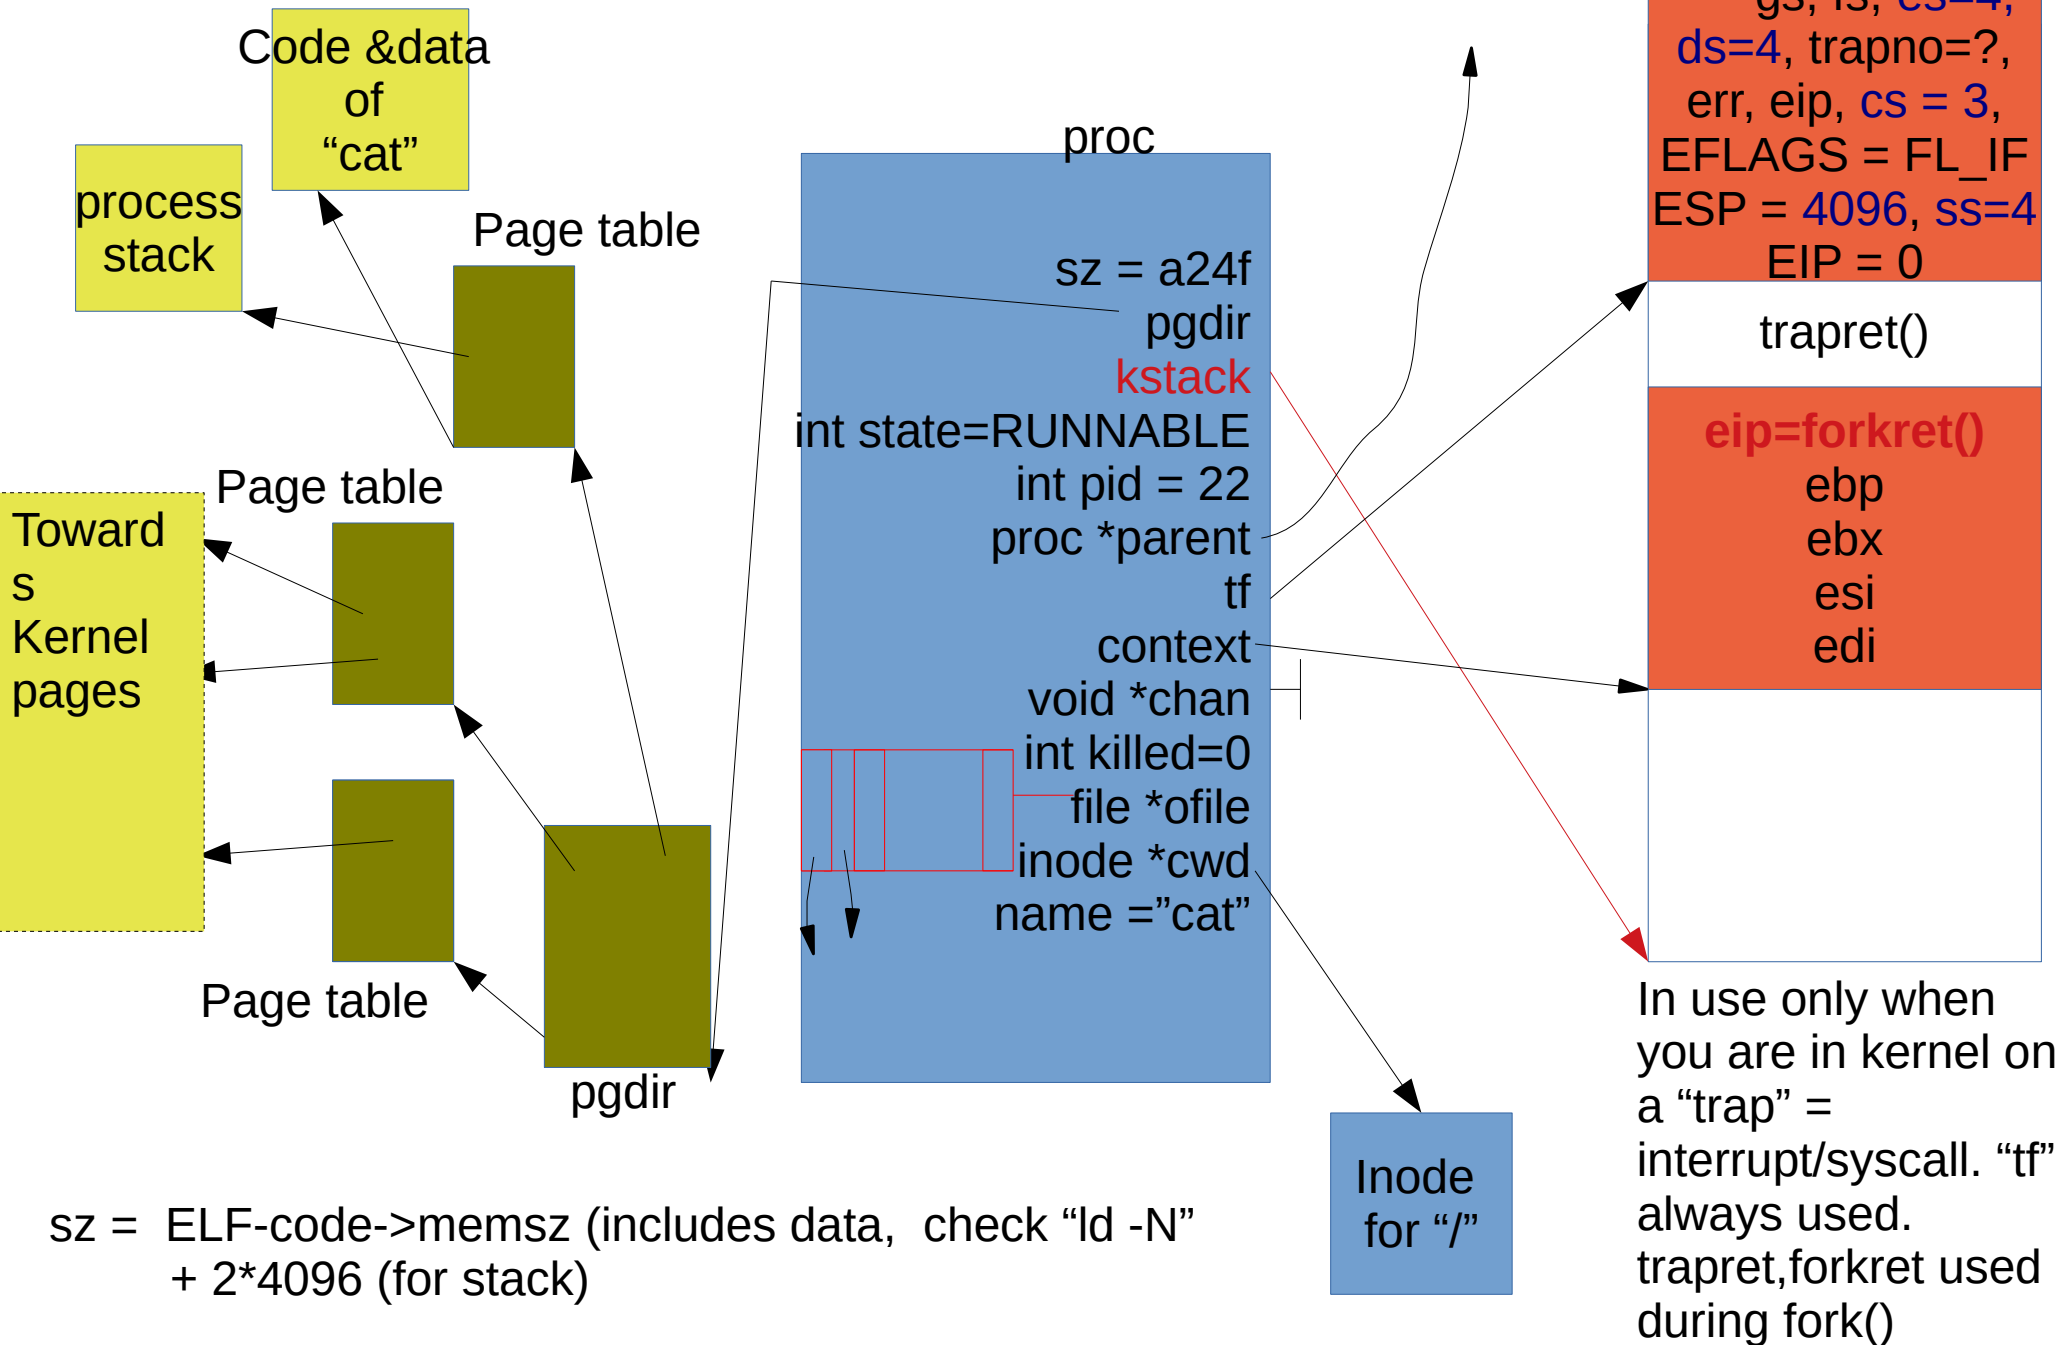 Code &data
of
“cat”
process
stack
Page table
Page table
Toward
s
Kernel
pages
Page table
pgdir
proc
sz = a24f
pgdir
kstack
int state=RUNNABLE
int pid = 22
proc *parent
tf
context
void *chan
int killed=0
file *ofile
inode *cwd
name =”cat”
gs, fs, es=4,
ds=4, trapno=?,
err, eip, cs = 3,
EFLAGS = FL_IF
ESP = 4096, ss=4
EIP = 0
trapret()
eip=forkret()
ebp
ebx
esi
edi
In use only when
you are in kernel on
a “trap” =
interrupt/syscall. “tf”
always used.
trapret,forkret used
during fork()
Inode
for “/”
sz =  ELF-code->memsz (includes data,  check “ld -N”
+ 2*4096 (for stack)